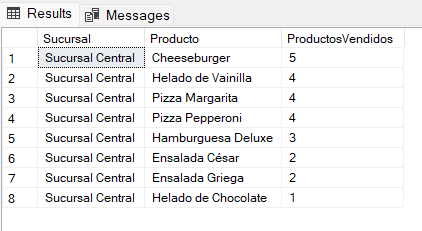 Results Messages
Sucursal Producto ProductosVendidos
1 Sucursal Central Cheeseburger 5
2 Sucursal Central Helado de Vainilla 4
3 Sucursal Central Pizza Margarita 4
4 Sucursal Central Pizza Pepperoni 4
5 Sucursal Central Hamburguesa Deluxe 3
6 Sucursal Central Ensalada César 2
7 Sucursal Central Ensalada Griega 2
8 Sucursal Central Helado de Chocolate 1